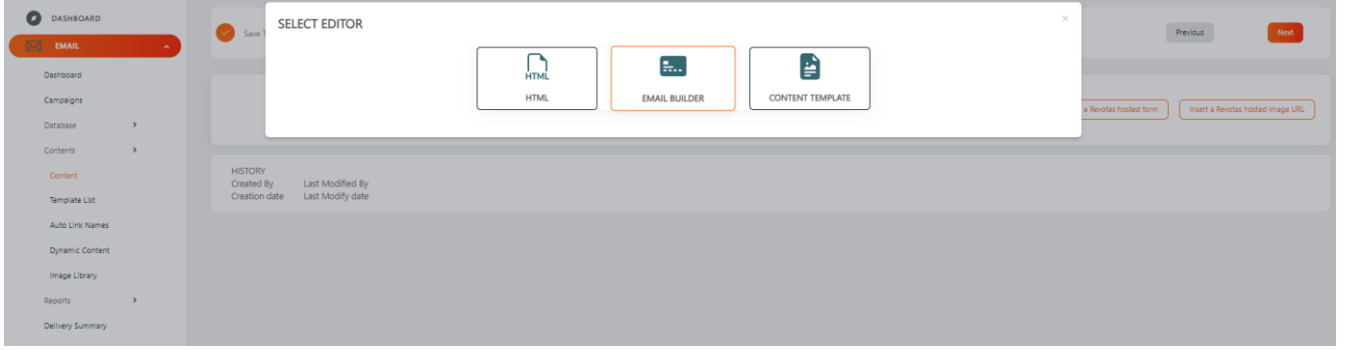 DASHBOARD
EMAIL
Dashboard
Campaigns
Database
Contents
Content
Template List
Auto Link Names
Dynamic Content
Image Library
Reports
Delivery Summary
SELECT EDITOR
×
Save
Previous
Next
HTML
HTML
EMAIL BUILDER
CONTENT TEMPLATE
a Revotas hosted form
Insert a Revotas hosted image URL
HISTORY
Created By Last Modified By
Creation date Last Modify date